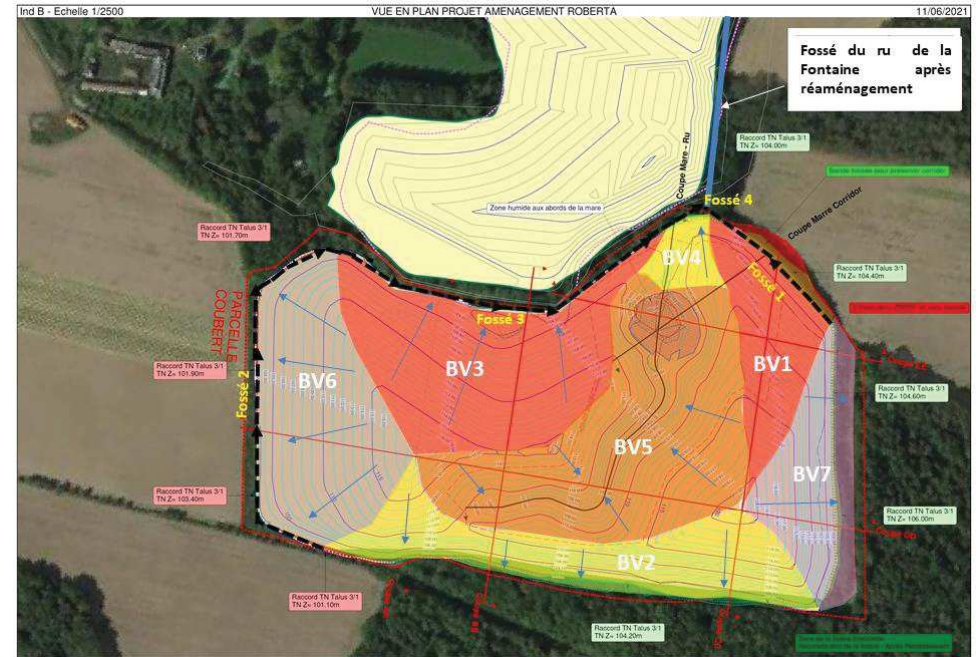 Ind B - Echelle 1/2500
VUE EN PLAN PROJET AMENAGEMENT ROBERTA
11/06/2021
Fossé du ru de la
Fontaine après
réaménagement
Raccord TN Talus 3/1
TN Z= 104.00m
Bande boisée pour préserver corridor
Coupe Mare - Ru
Fossé 4
Coupe Marre Corridor
Zone humide aux abords de la mare
Raccord TN Talus 3/1
TN Z= 101.70m
BV4
Raccord TN Talus 3/1
TN Z= 104.40m
Fossé 1
PARCELLE
COUBERT
Fossé 3
Raccord TN Talus 3/1
TN Z= 101.90m
BV6
BV3
BV1
Fossé 2
Raccord TN Talus 3/1
TN Z= 104.60m
BV5
BV7
Raccord TN Talus 3/1
TN Z= 103.40m
Raccord TN Talus 3/1
TN Z= 106.00m
BV2
Raccord TN Talus 3/1
TN Z= 101.10m
Raccord TN Talus 3/1
TN Z= 104.20m